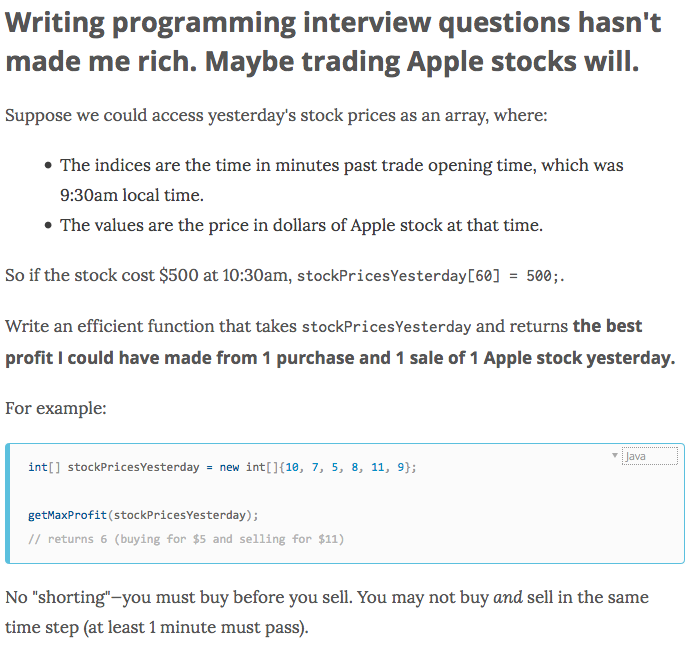 Writing programming interview questions hasn't
made me rich. Maybe trading Apple stocks will.
Suppose we could access yesterday's stock prices as an array, where:
• The indices are the time in minutes past trade opening time, which was
9:30am local time.
• The values are the price in dollars of Apple stock at that time.
So if the stock cost $500 at 10:30am, stockPricesYesterday[60] = 500;.
Write an efficient function that takes stockPricesYesterday and returns the best
profit I could have made from 1 purchase and 1 sale of 1 Apple stock yesterday.
For example:
Java
int[] stockPricesYesterday = new int[]{10, 7, 5, 8, 11, 9};
getMaxProfit(stockPricesYesterday);
// returns 6 (buying for $5 and selling for $11)
No "shorting"—you must buy before you sell. You may not buy and sell in the same
time step (at least 1 minute must pass).